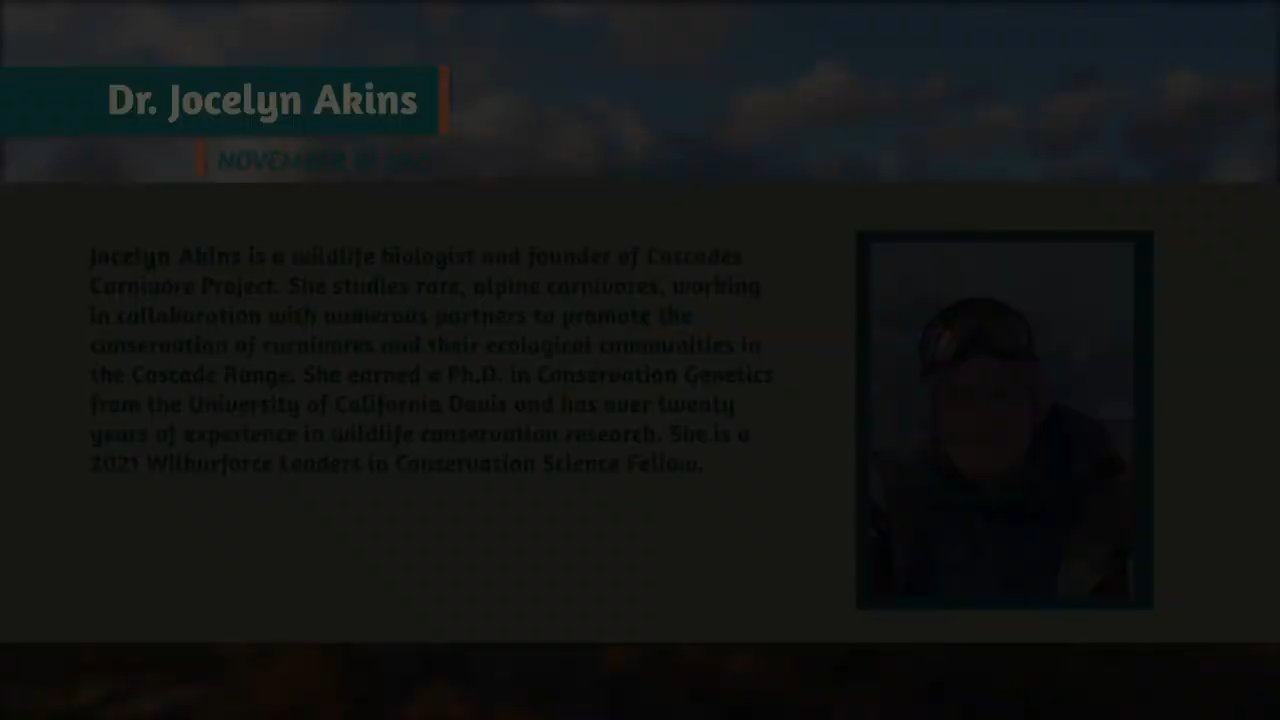 Dr. Jocelyn Akins
NOVEMBER
Jocelyn Akins is a wildlife biologist and founder of Cascades
Carnivore Project. She studies rare, alpine carnivores, working
in collaboration with numerous partners to promote the
conservation of carnivores and their ecological communities in
the Cascade Range. She earned a Ph.D. in Conservation Genetics
from the University of California Davis and has over twenty
years of experience in wildlife conservation research. She is a
2021 Wilburforce Leaders in Conservation Science Fellow.